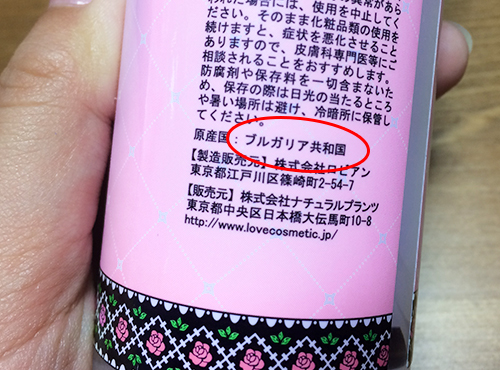 の異常があら
われた場合には、使用を中止してく
ださい。そのまま化粧品類の使用を
続けますと、症状を悪化させること
がありますので、皮膚科専門医等にご
相談されることをおすすめします。
防腐剤や保存料を一切含まないた
め、保存の際は日光の当たるところ
や暑い場所は避け、冷暗所に保管し
てください。
原産国：ブルガリア共和国
【製造販売元】株式会社ロビアン
東京都江戸川区篠崎町2-54-7
【販売元】株式会社ナチュラルプランツ
東京都中央区日本橋大伝馬町10-8
http://www.lovecosmetic.jp/